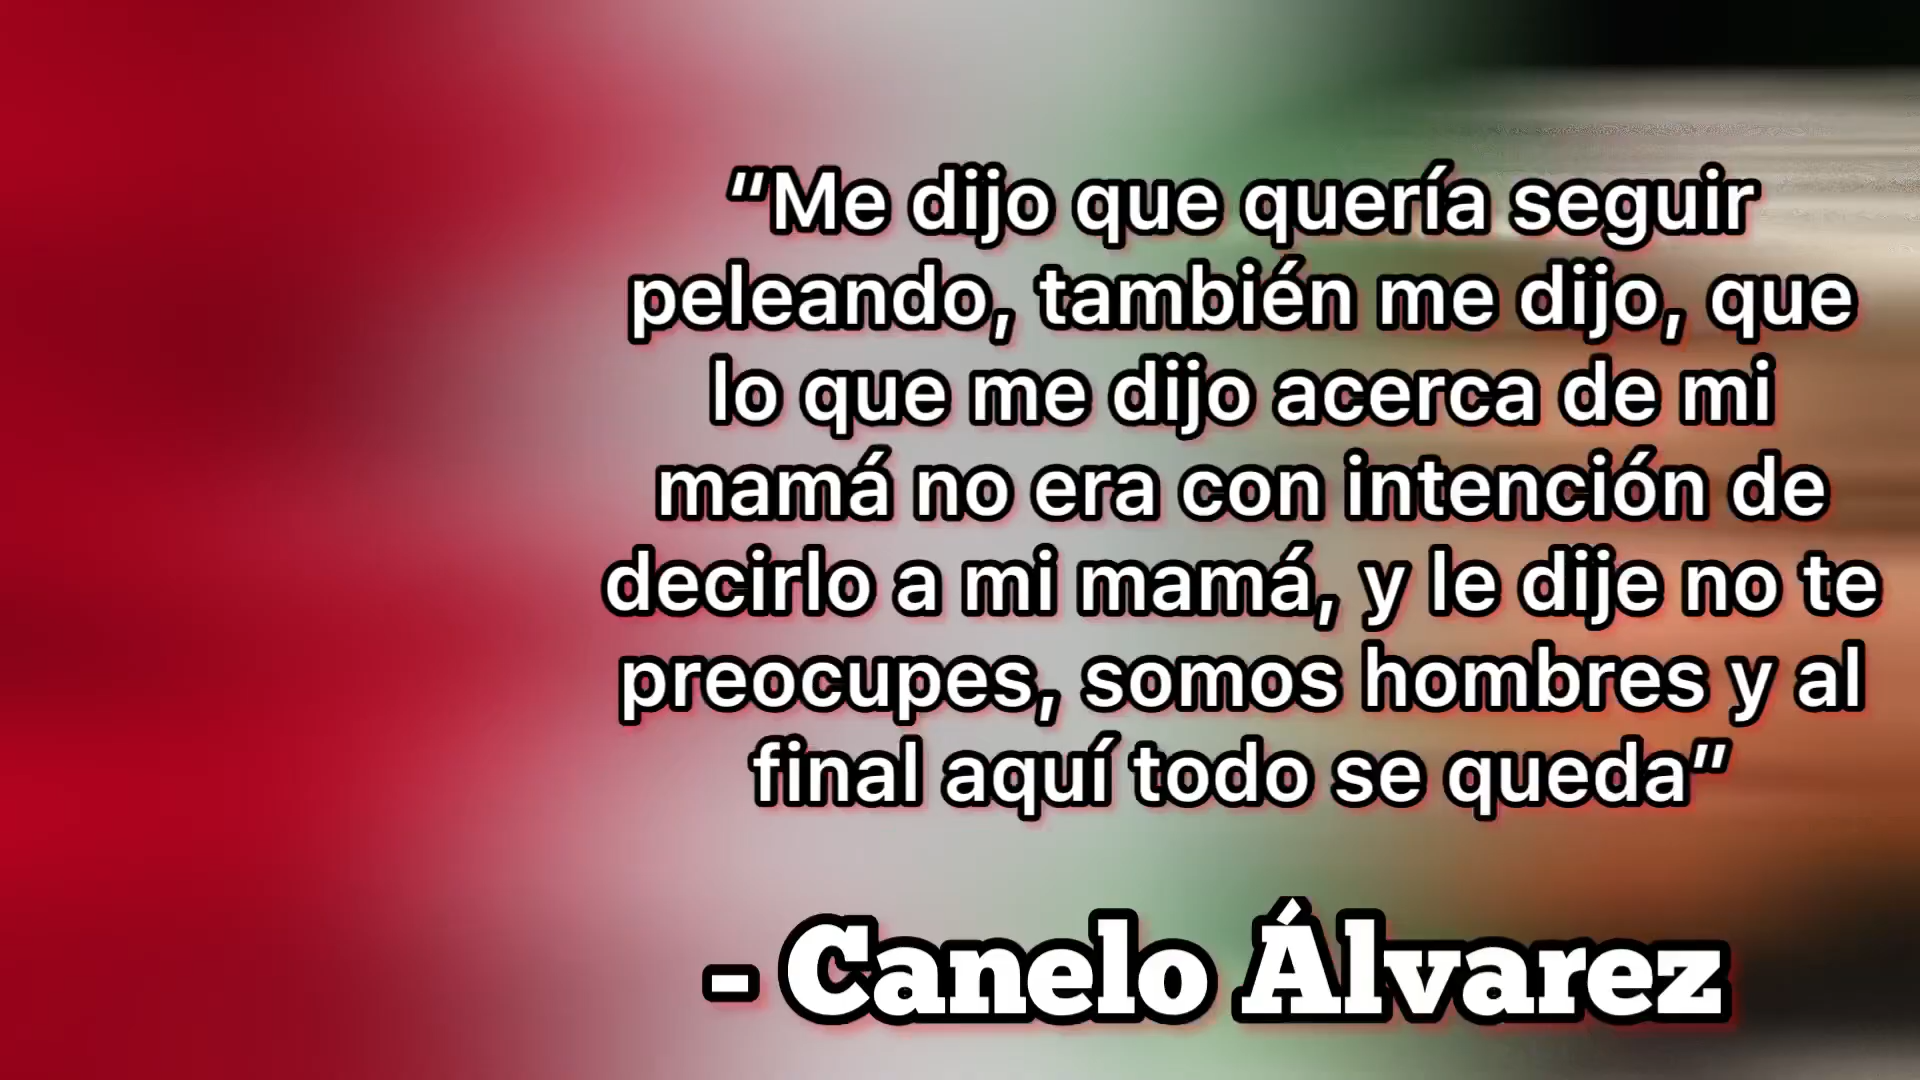 “Me dijo que quería seguir
peleando, también me dijo, que
lo que me dijo acerca de mi
mamá no era con intención de
decirlo a mi mamá, y le dije no te
preocupes, somos hombres y al
final aquí todo se queda”
- Canelo Álvarez